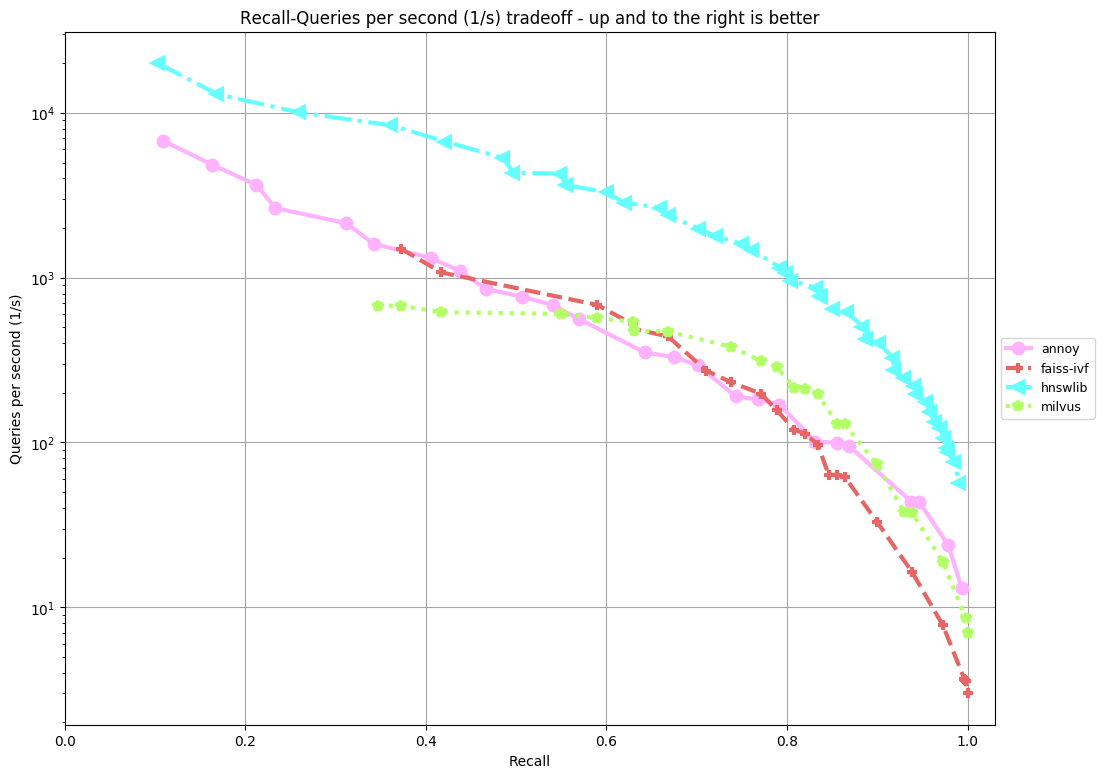 Recall-Queries per second (1/s) tradeoff - up and to the right is better
Queries per second (1/s)
10^4
10^3
10^2
10^1
0.0
0.2
0.4
0.6
0.8
1.0
Recall
annoy
faiss-ivf
hnswlib
milvus